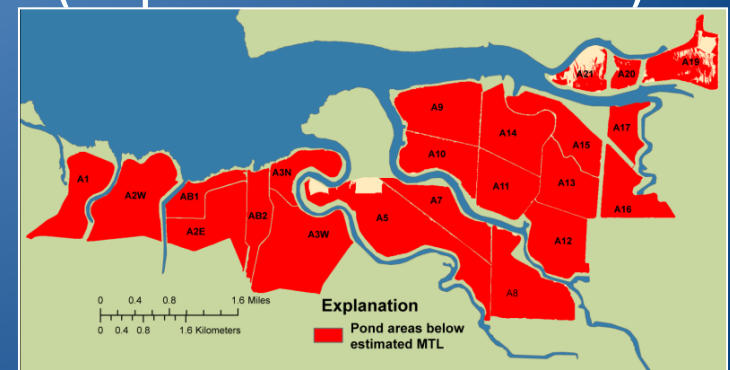 A21
A20
A19
A9
A14
A17
A15
A10
A1
A3N
A11
A13
A2W
AB1
A7
A16
AB2
A5
A2E
A3W
A12
A8
0 0.4 0.8 1.6 Miles
0 0.4 0.8 1.6 Kilometers
Explanation
Pond areas below
estimated MTL